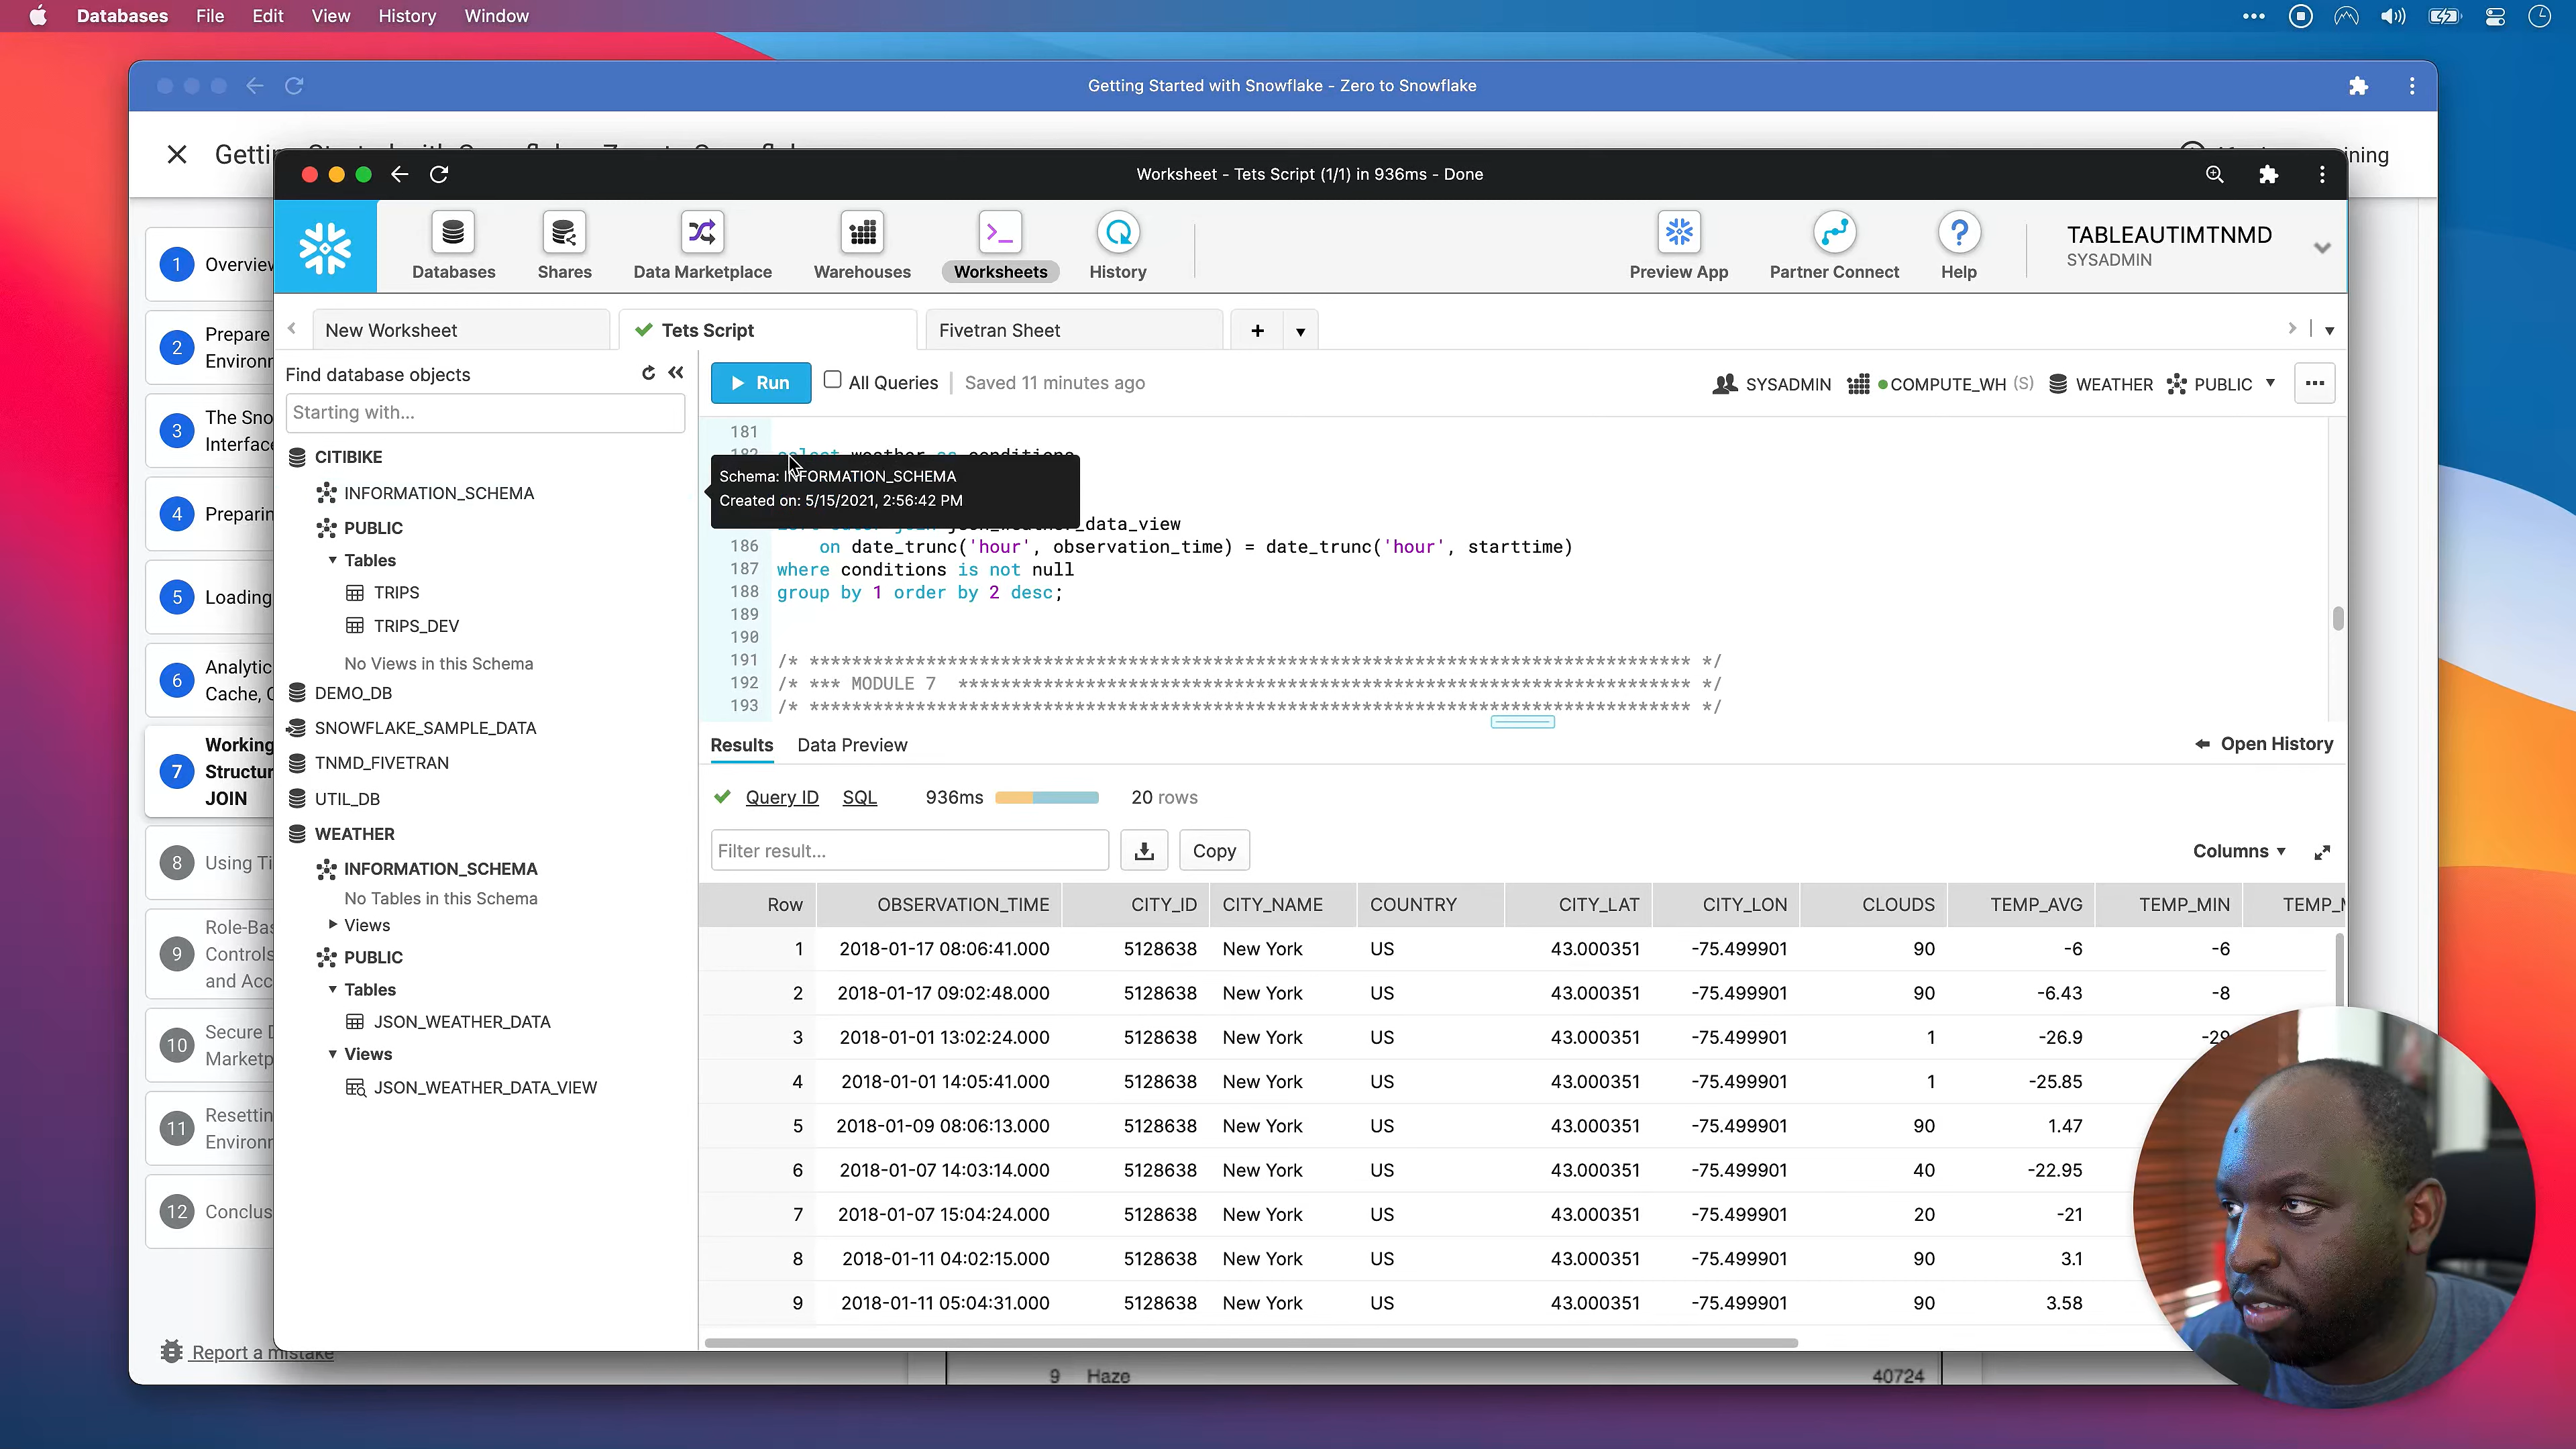 Databases File Edit View History Window
Getting Started with Snowflake - Zero to Snowflake
ining
Worksheet - Tets Script (1/1) in 936ms - Done
Databases Shares Data Marketplace Warehouses Worksheets History
Preview App Partner Connect Help
TABLEAUTIMTNMD
SYSADMIN
New Worksheet Tets Script Fivetran Sheet +
1 Overview
2 Prepare
Environ
3 The Sno
Interface
4 Preparin
5 Loading
6 Analytic
Cache, C
7 Working
Structur
JOIN
8 Using Ti
9 Role-Bas
Controls
and Acc
10 Secure D
Marketp
11 Resettin
Environ
12 Conclus
Report a mistake
Find database objects
Starting with...
CITIBIKE
INFORMATION_SCHEMA
PUBLIC
Tables
TRIPS
TRIPS_DEV
No Views in this Schema
DEMO_DB
SNOWFLAKE_SAMPLE_DATA
TNMD_FIVETRAN
UTIL_DB
WEATHER
INFORMATION_SCHEMA
No Tables in this Schema
Views
PUBLIC
Tables
JSON_WEATHER_DATA
Views
JSON_WEATHER_DATA_VIEW
Run All Queries Saved 11 minutes ago
SYSADMIN COMPUTE_WH (S) WEATHER PUBLIC
181
182 select weather as conditions
Schema: INFORMATION_SCHEMA
Created on: 5/15/2021, 2:56:42 PM
left outer join json_weather_data_view
186 on date_trunc('hour', observation_time) = date_trunc('hour', starttime)
187 where conditions is not null
188 group by 1 order by 2 desc;
189
190
191 /* ************************************************************************************ */
192 /* *** MODULE 7 ********************************************************************** */
193 /* ************************************************************************************ */
Results Data Preview Open History
Query ID SQL 936ms 20 rows
Filter result... Copy Columns
Row OBSERVATION_TIME CITY_ID CITY_NAME COUNTRY CITY_LAT CITY_LON CLOUDS TEMP_AVG TEMP_MIN TEMP_M
1 2018-01-17 08:06:41.000 5128638 New York US 43.000351 -75.499901 90 -6 -6
2 2018-01-17 09:02:48.000 5128638 New York US 43.000351 -75.499901 90 -6.43 -8
3 2018-01-01 13:02:24.000 5128638 New York US 43.000351 -75.499901 1 -26.9
4 2018-01-01 14:05:41.000 5128638 New York US 43.000351 -75.499901 1 -25.85
5 2018-01-09 08:06:13.000 5128638 New York US 43.000351 -75.499901 90 1.47
6 2018-01-07 14:03:14.000 5128638 New York US 43.000351 -75.499901 40 -22.95
7 2018-01-07 15:04:24.000 5128638 New York US 43.000351 -75.499901 20 -21
8 2018-01-11 04:02:15.000 5128638 New York US 43.000351 -75.499901 90 3.1
9 2018-01-11 05:04:31.000 5128638 New York US 43.000351 -75.499901 90 3.58
9 Haze 40724